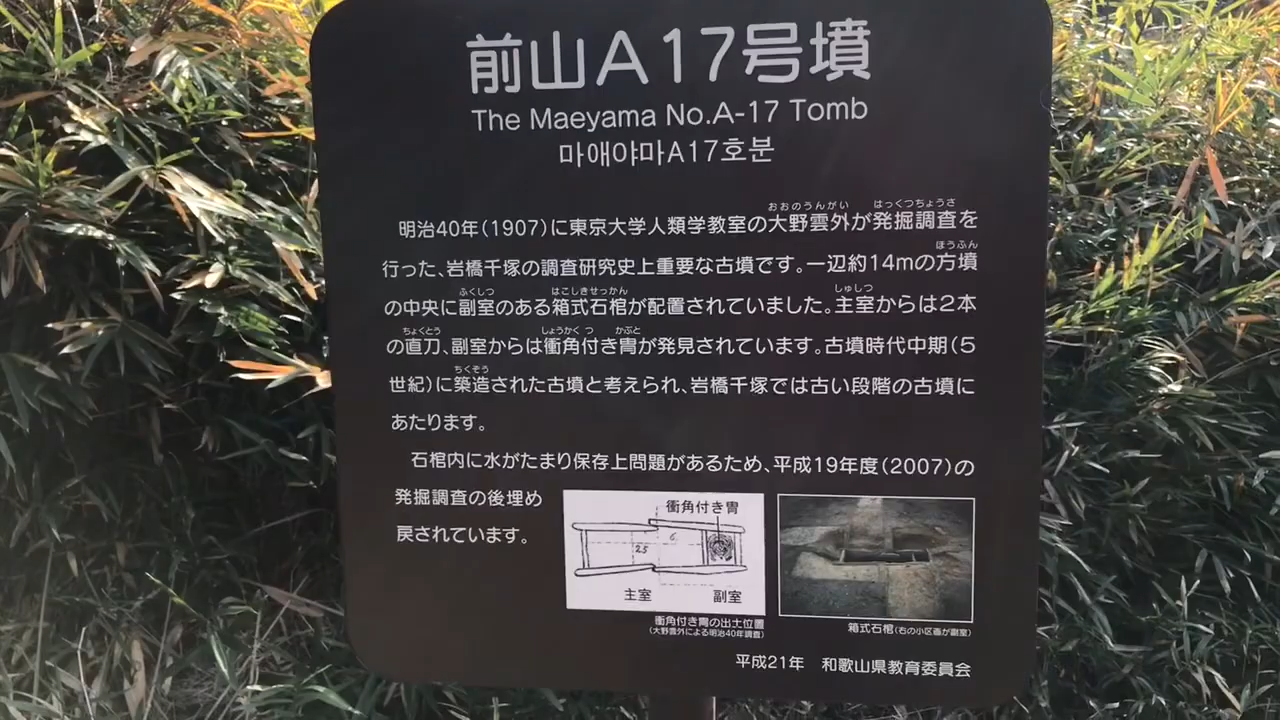 前山A17号墳
The Maeyama No.A-17 Tomb
마애야마A17호분
おおのうんがい はっくつちょうさ
明治40年(1907)に東京大学人類学教室の大野雲外が発掘調査を
ほうふん
行った、岩橋千塚の調査研究史上重要な古墳です。一辺約14mの方墳
ふくしつ はこしきせっかん しゅしつ
の中央に副室のある箱式石棺が配置されていました。主室からは2本
ちょくとう しょうかく つ かぶと
の直刀、副室からは衝角付き冑が発見されています。古墳時代中期(5
ちくぞう
世紀)に築造された古墳と考えられ、岩橋千塚では古い段階の古墳に
あたります。
石棺内に水がたまり保存上問題があるため、平成19年度(2007)の
発掘調査の後埋め
戻されています。
衝角付き冑
25
6
主室 副室
衝角付き冑の出土位置
(大野雲外による明治40年調査)
箱式石棺(右の小区画が副室)
平成21年 和歌山県教育委員会